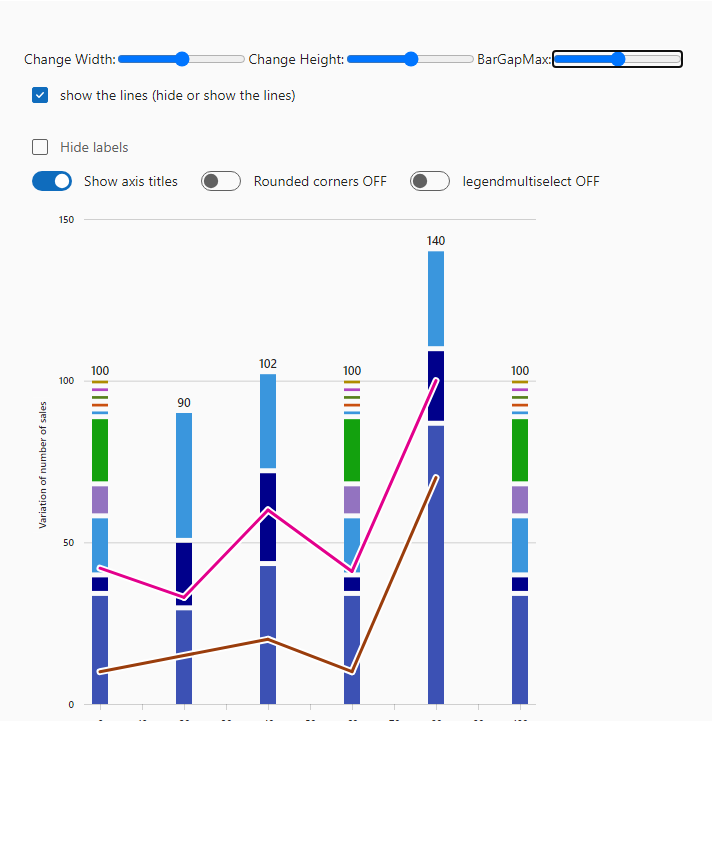 Change Width: Change Height: BarGapMax:
show the lines (hide or show the lines)
Hide labels
Show axis titles Rounded corners OFF legendmultiselect OFF
150
140
102
100 100 100
90
100
Variation of number of sales
50
0